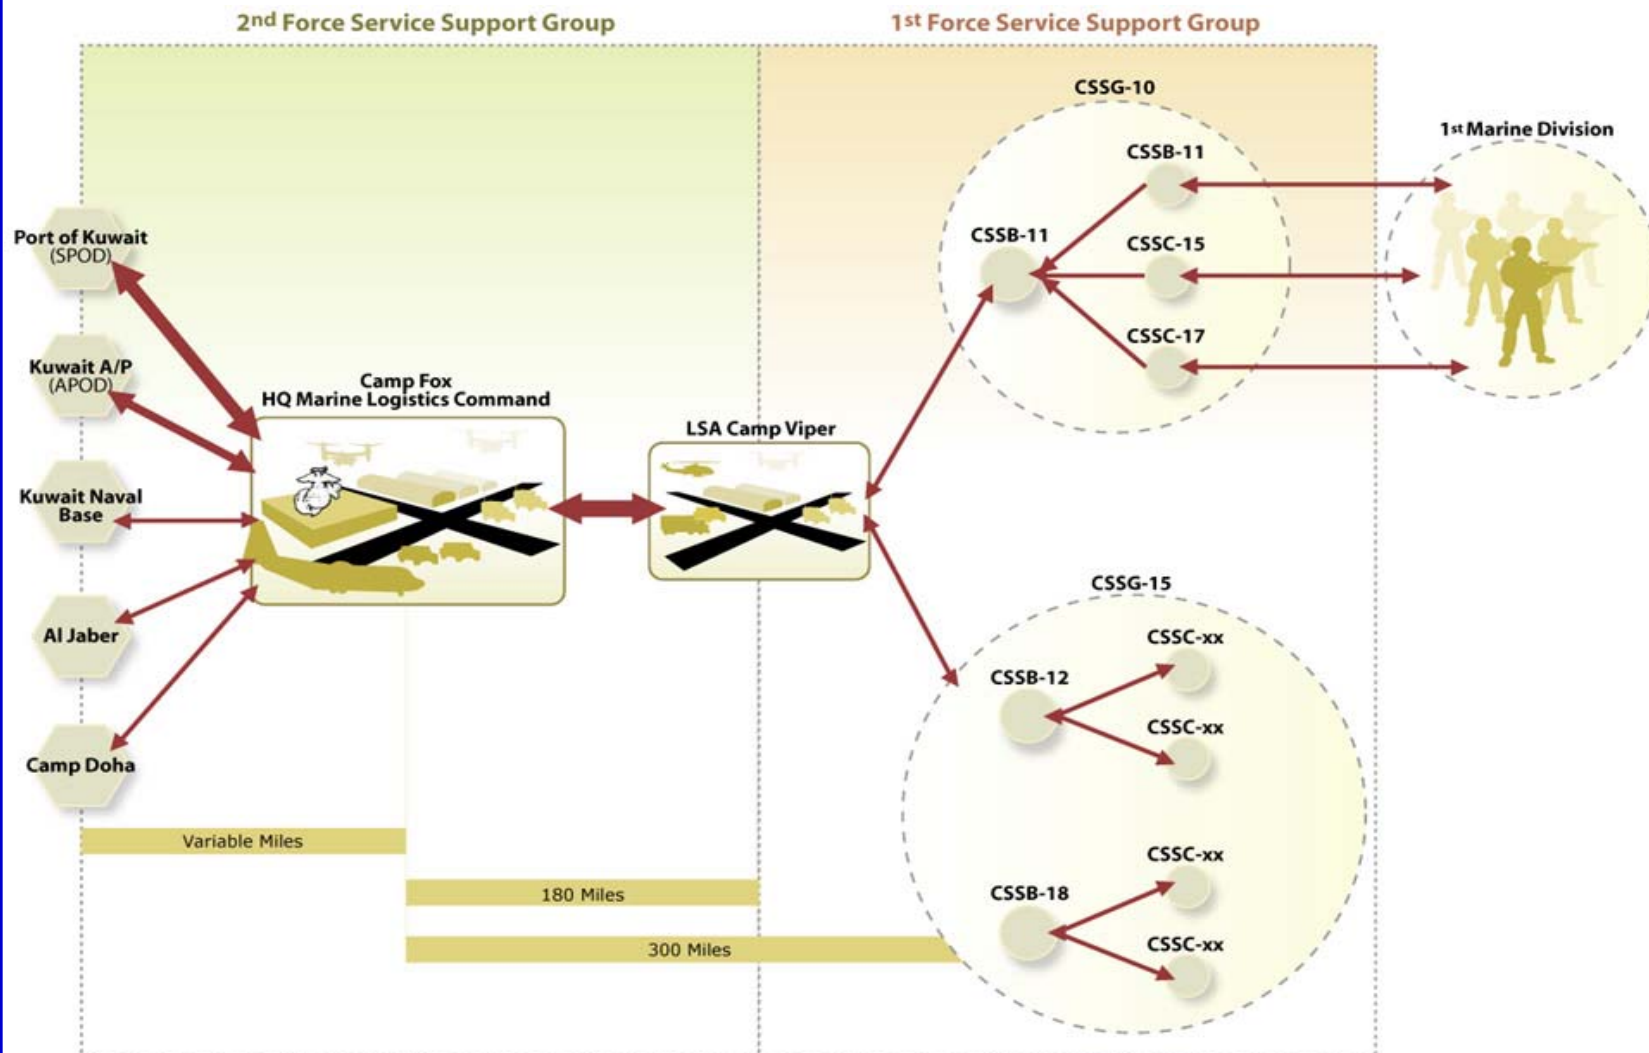 2nd Force Service Support Group
1st Force Service Support Group
CSSG-10
1st Marine Division
CSSB-11
CSSB-11
CSSC-15
CSSC-17
Port of Kuwait
(SPOD)
Kuwait A/P
(APOD)
Kuwait Naval
Base
Al Jaber
Camp Doha
Camp Fox
HQ Marine Logistics Command
LSA Camp Viper
CSSG-15
CSSB-12
CSSC-xx
CSSC-xx
CSSB-18
CSSC-xx
CSSC-xx
Variable Miles
180 Miles
300 Miles